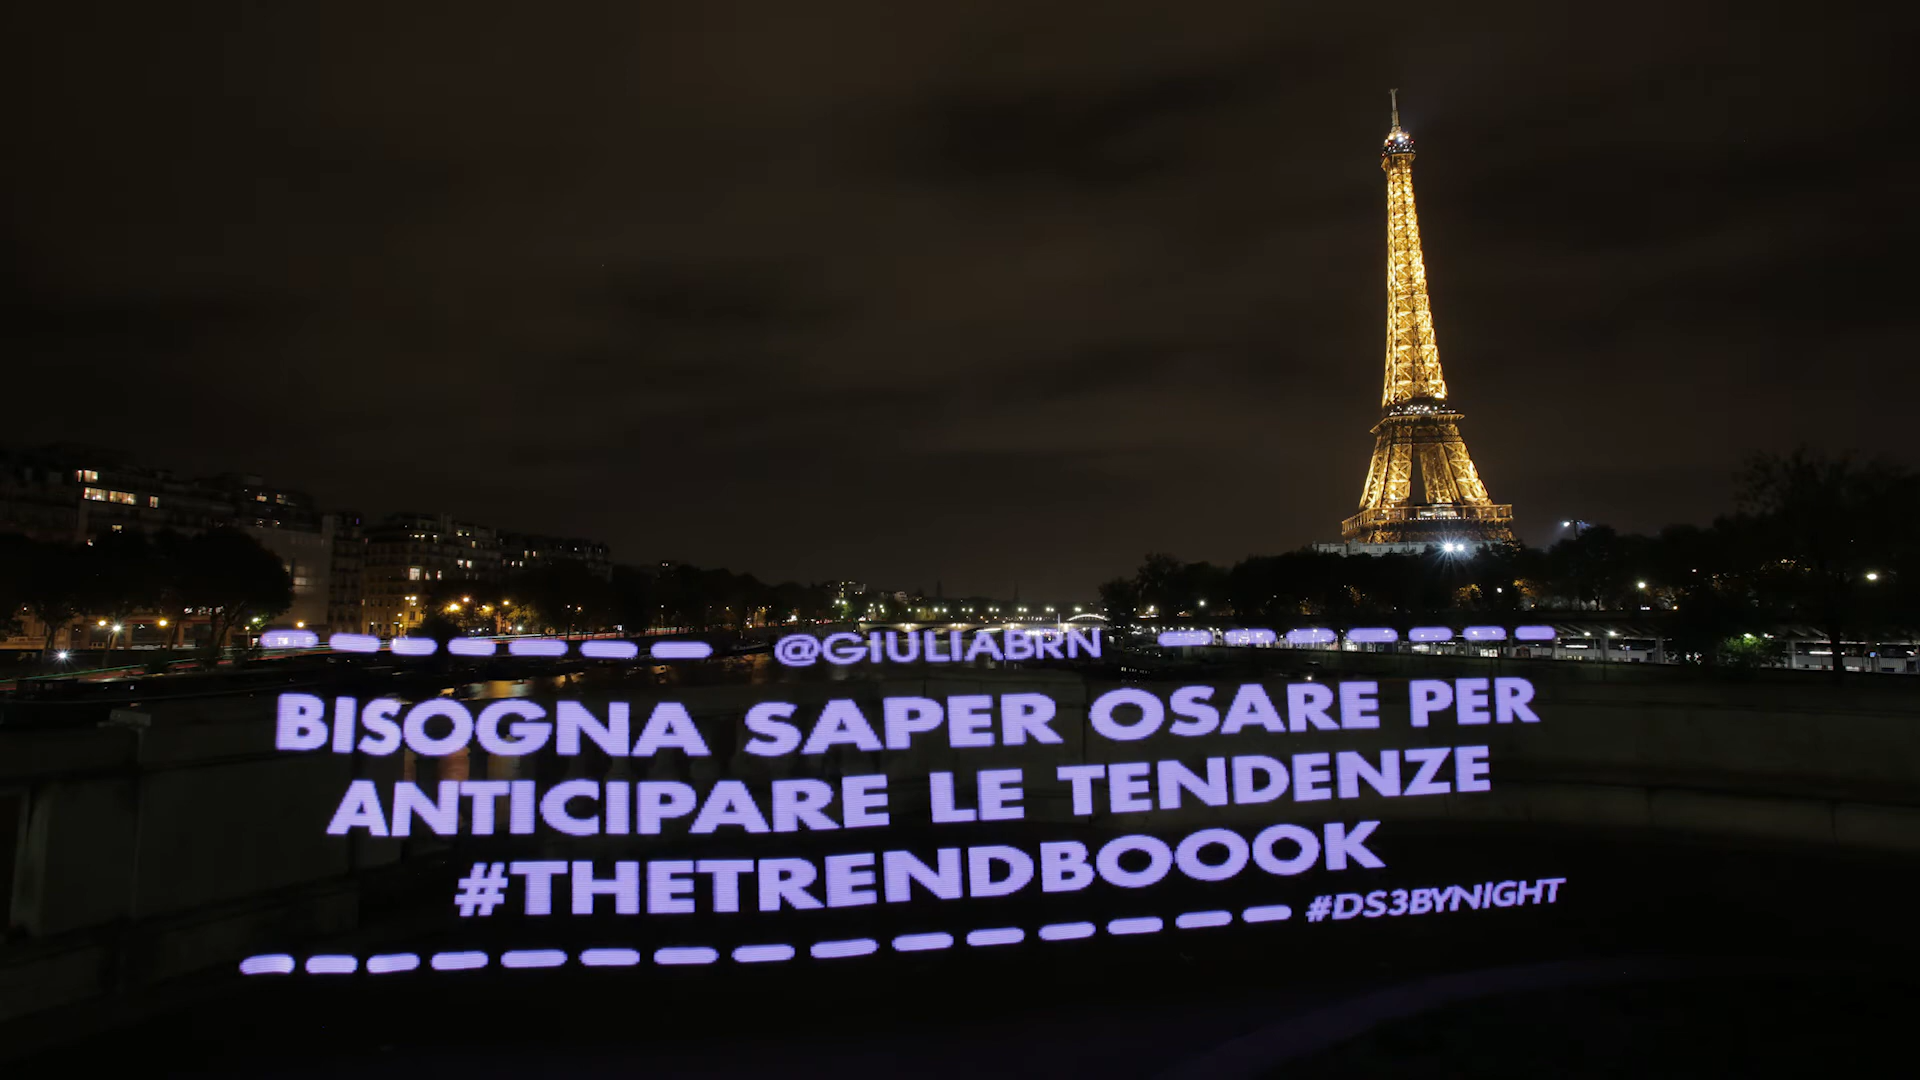 @GIULIABRN
BISOGNA SAPER OSARE PER
ANTICIPARE LE TENDENZE
#THETRENDBOOOK
#DS3BYNIGHT